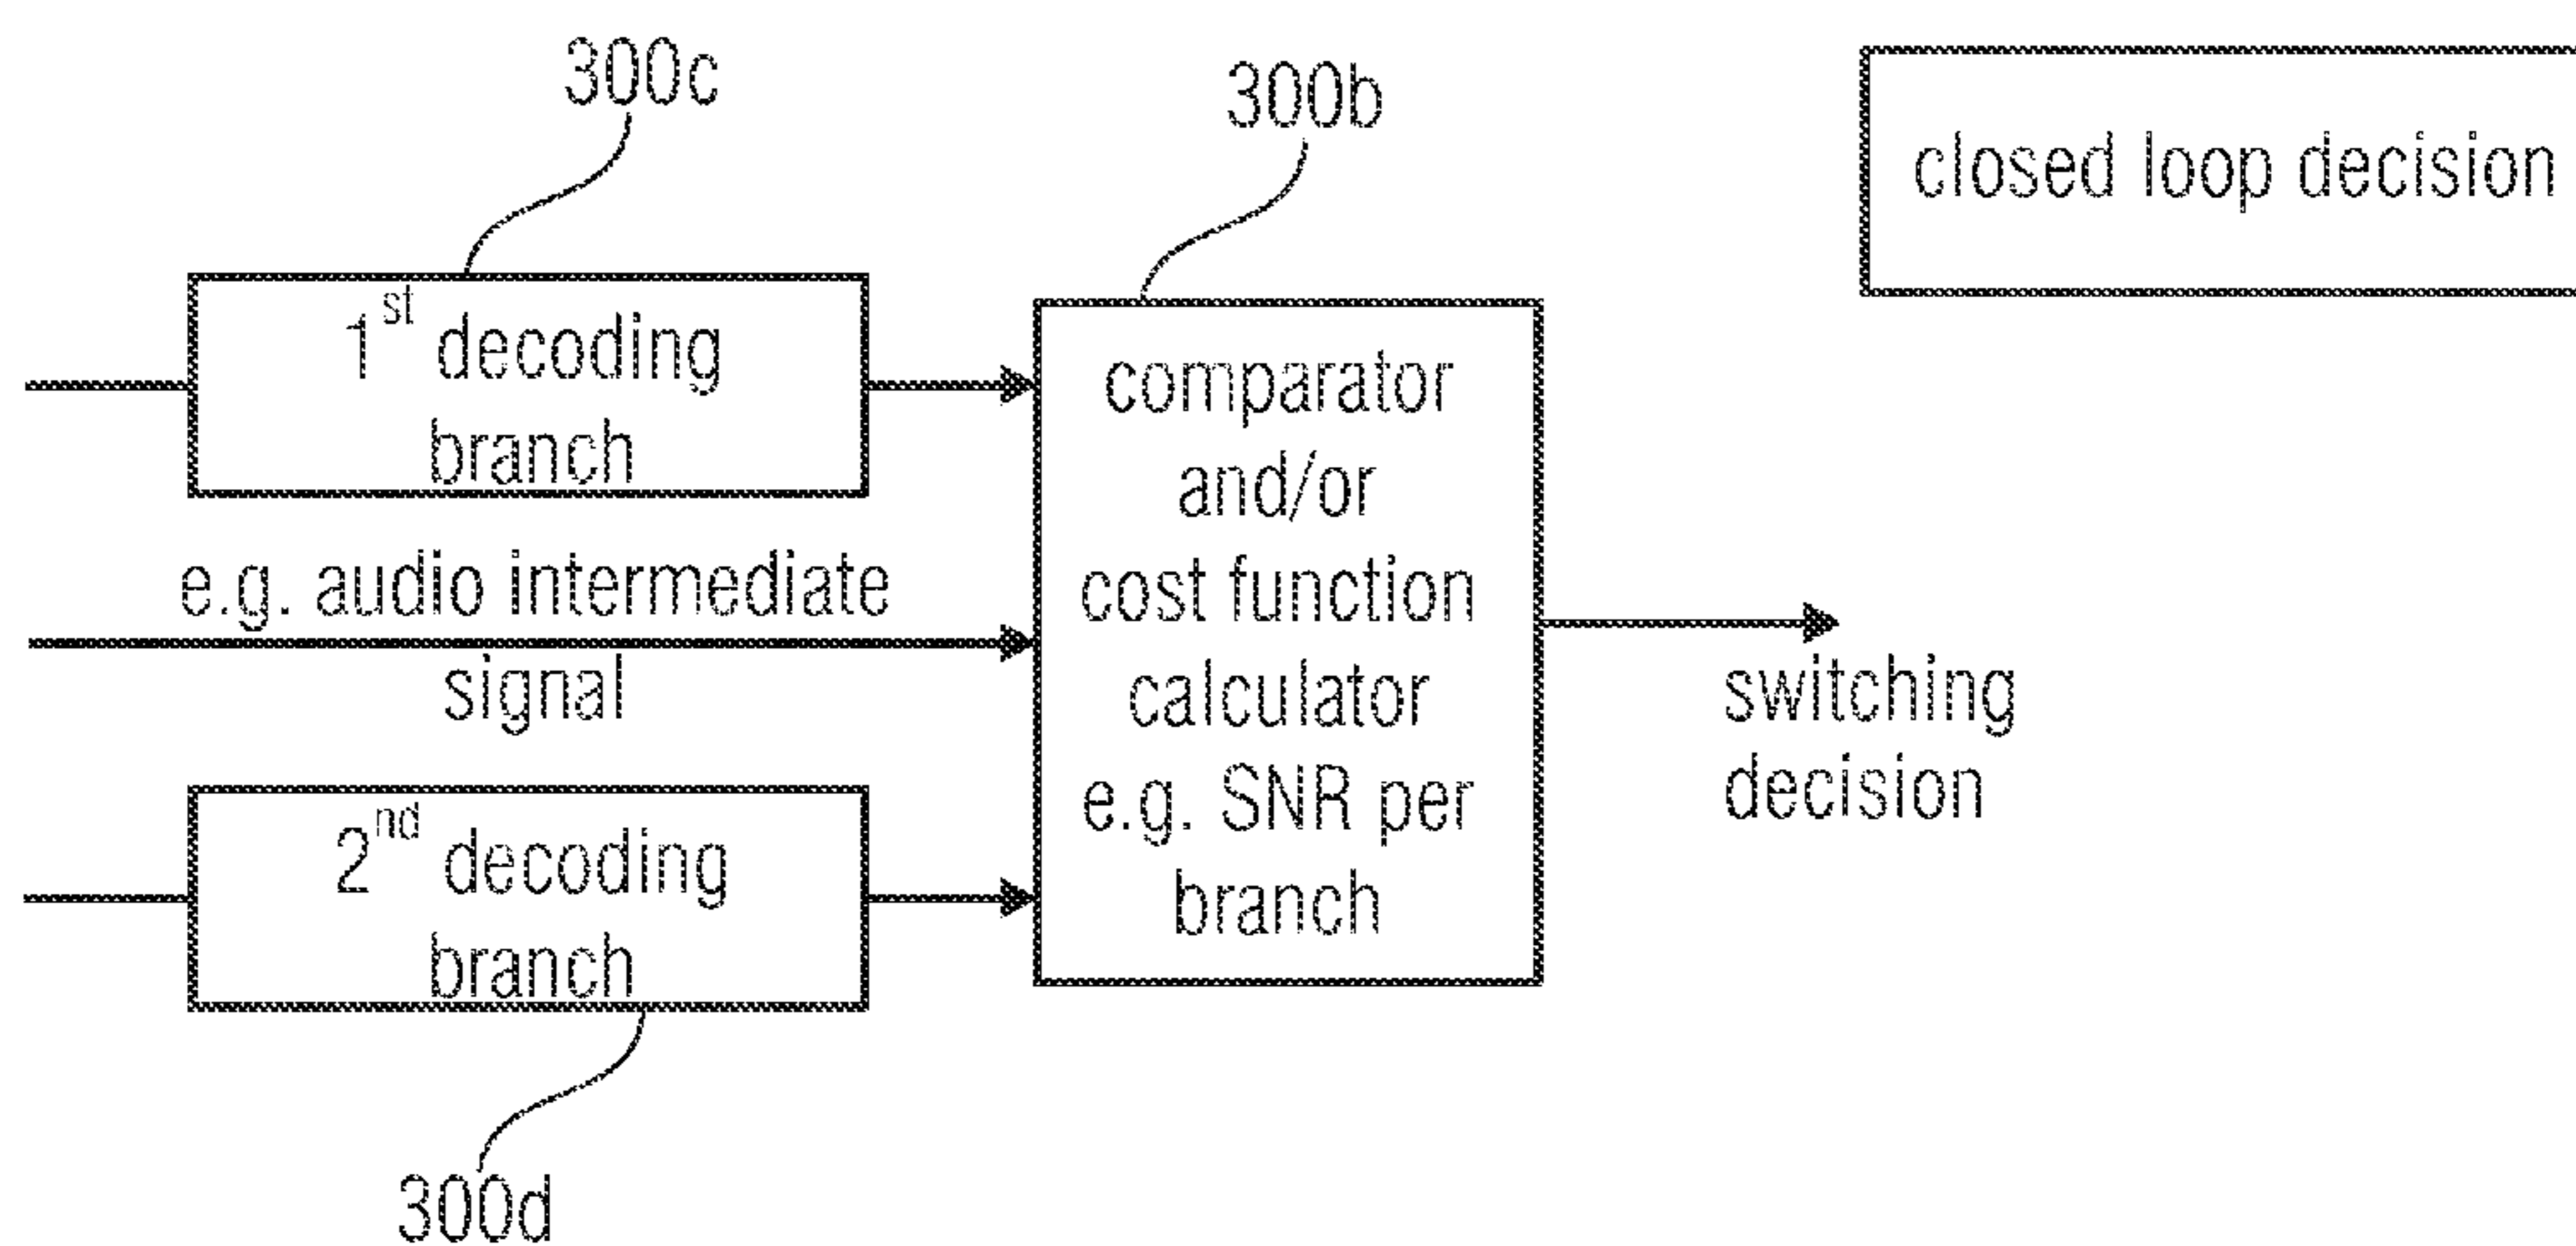 300c
300b
closed loop decision
1st decoding
branch
e.g. audio intermediate
signal
2nd decoding
branch
comparator
and/or
cost function
calculator
e.g. SNR per
branch
switching
decision
300d